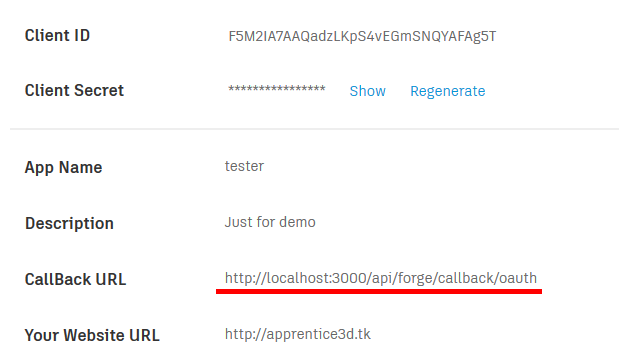 Client ID F5M2IA7AAQadzLKpS4vEGmSNQYAFAg5T
Client Secret **************** Show Regenerate
App Name tester
Description Just for demo
CallBack URL http://localhost:3000/api/forge/callback/oauth
Your Website URL http://apprentice3d.tk